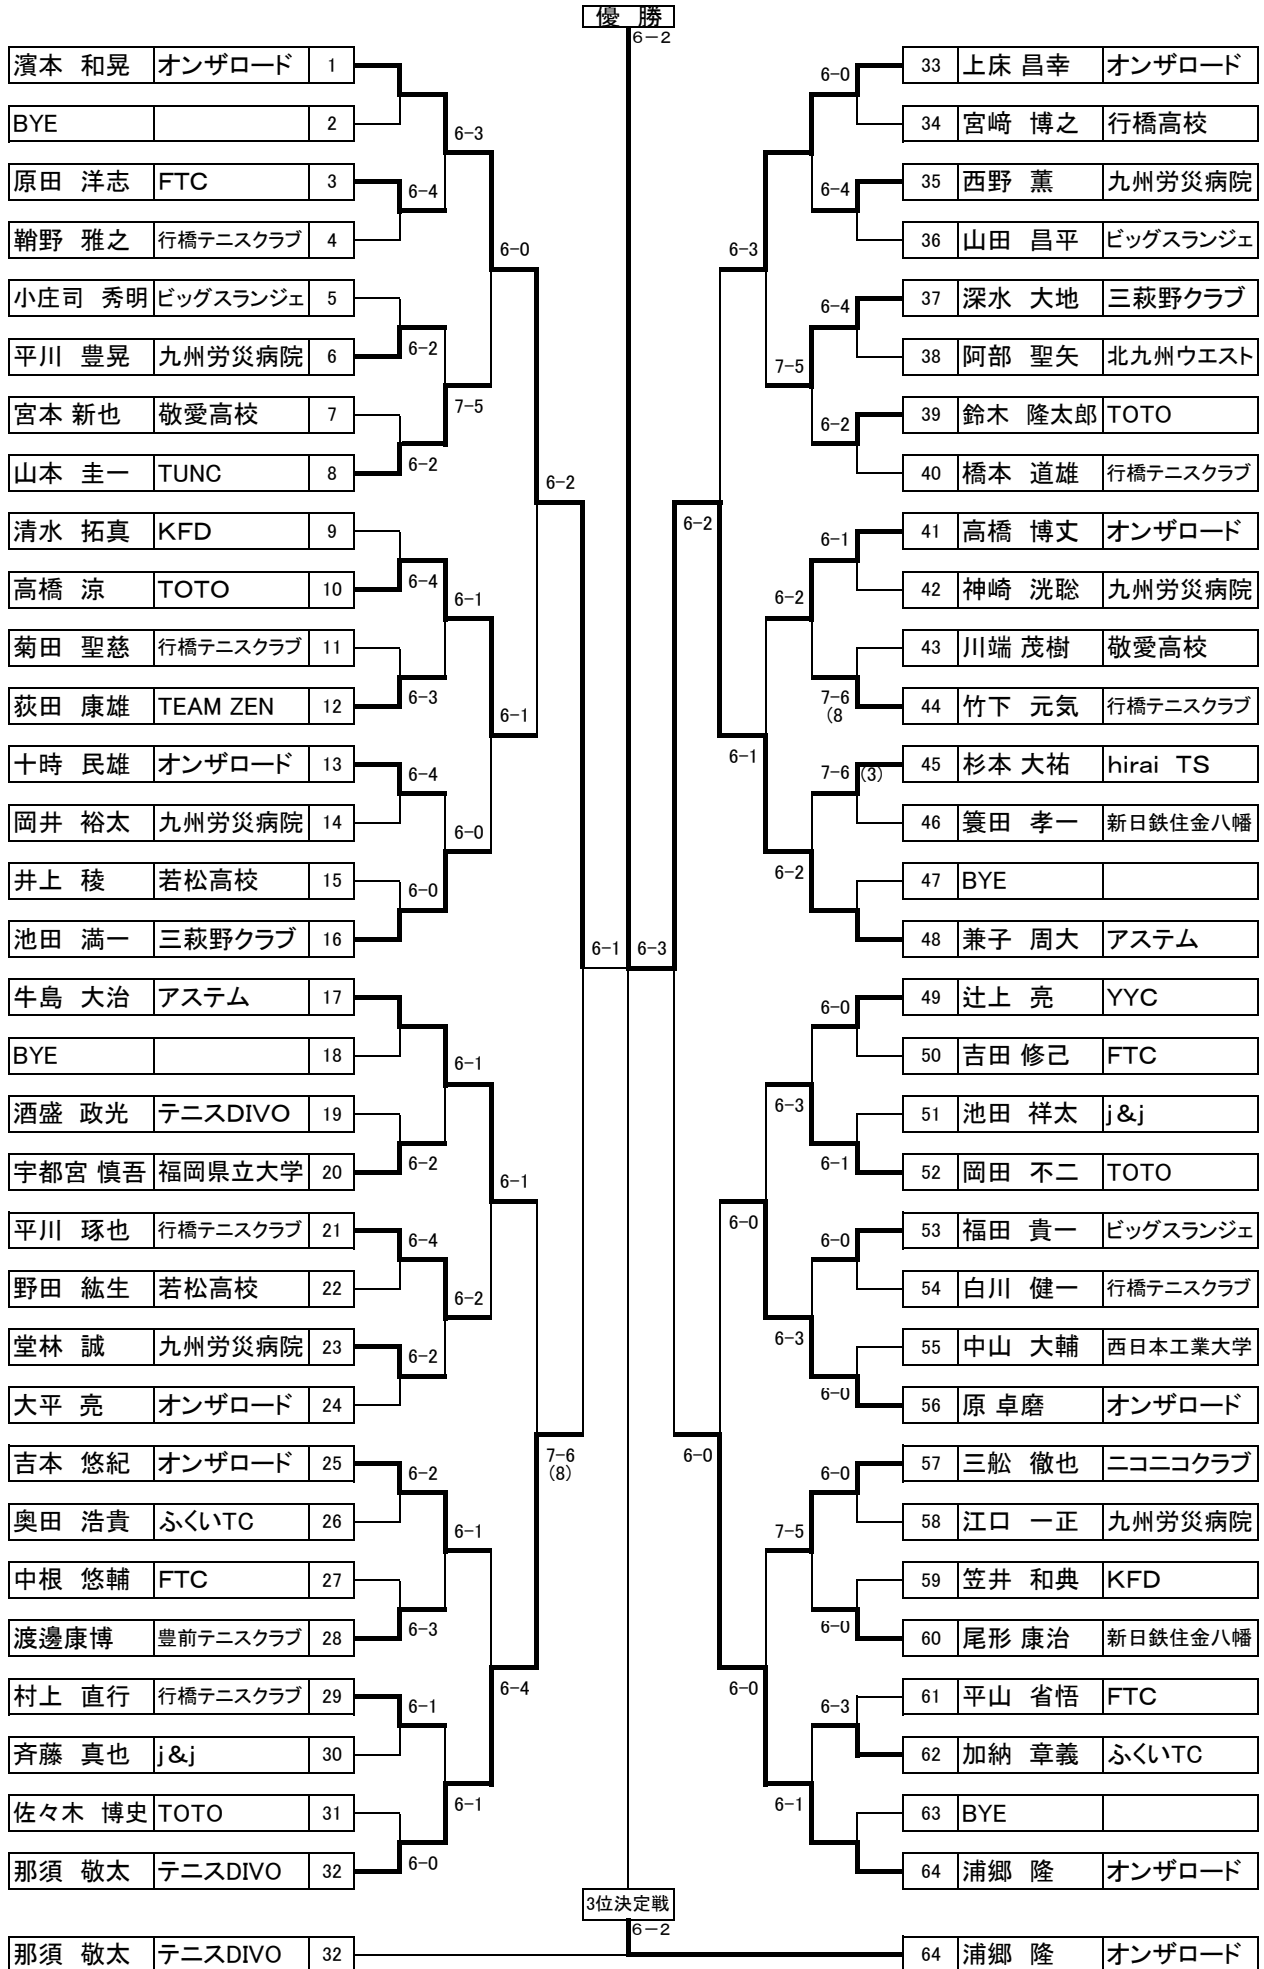 優 勝
6-2
濱本 和晃 オンザロード 1
BYE 2
6-3
原田 洋志 FTC 3
6-4
鞘野 雅之 行橋テニスクラブ 4
6-0
小庄司 秀明 ビッグスランジェ 5
平川 豊晃 九州労災病院 6
6-2
宮本 新也 敬愛高校 7
7-5
山本 圭一 TUNC 8
6-2
6-2
清水 拓真 KFD 9
高橋 涼 TOTO 10
6-4
6-1
菊田 聖慈 行橋テニスクラブ 11
荻田 康雄 TEAM ZEN 12
6-3
6-1
十時 民雄 オンザロード 13
6-4
岡井 裕太 九州労災病院 14
6-0
井上 稜 若松高校 15
6-0
池田 満一 三萩野クラブ 16
6-1
6-3
牛島 大治 アステム 17
BYE 18
6-1
酒盛 政光 テニスDIVO 19
宇都宮 慎吾 福岡県立大学 20
6-2
6-1
平川 琢也 行橋テニスクラブ 21
6-4
野田 紘生 若松高校 22
6-2
堂林 誠 九州労災病院 23
6-2
大平 亮 オンザロード 24
7-6
(8)
吉本 悠紀 オンザロード 25
6-2
奥田 浩貴 ふくいTC 26
6-1
中根 悠輔 FTC 27
渡邊康博 豊前テニスクラブ 28
6-3
村上 直行 行橋テニスクラブ 29
6-1
6-4
斉藤 真也 j&j 30
佐々木 博史 TOTO 31
6-1
那須 敬太 テニスDIVO 32
6-0
33 上床 昌幸 オンザロード
6-0
34 宮﨑 博之 行橋高校
35 西野 薫 九州労災病院
6-4
36 山田 昌平 ビッグスランジェ
6-3
37 深水 大地 三萩野クラブ
6-4
38 阿部 聖矢 北九州ウエスト
7-5
39 鈴木 隆太郎 TOTO
6-2
40 橋本 道雄 行橋テニスクラブ
6-2
41 高橋 博丈 オンザロード
6-1
42 神崎 洸聡 九州労災病院
6-2
43 川端 茂樹 敬愛高校
44 竹下 元気 行橋テニスクラブ
7-6
(8
6-1
45 杉本 大祐 hirai TS
7-6 (3)
46 簑田 孝一 新日鉄住金八幡
6-2
47 BYE
48 兼子 周大 アステム
49 辻上 亮 YYC
6-0
50 吉田 修己 FTC
6-3
51 池田 祥太 j&j
6-1
52 岡田 不二 TOTO
6-0
53 福田 貴一 ビッグスランジェ
6-0
54 白川 健一 行橋テニスクラブ
6-3
55 中山 大輔 西日本工業大学
6-0
56 原 卓磨 オンザロード
6-0
57 三舩 徹也 ニコニコクラブ
6-0
58 江口 一正 九州労災病院
7-5
59 笠井 和典 KFD
6-0
60 尾形 康治 新日鉄住金八幡
6-0
61 平山 省悟 FTC
6-3
62 加納 章義 ふくいTC
6-1
63 BYE
64 浦郷 隆 オンザロード
3位決定戦
6-2
那須 敬太 テニスDIVO 32
64 浦郷 隆 オンザロード